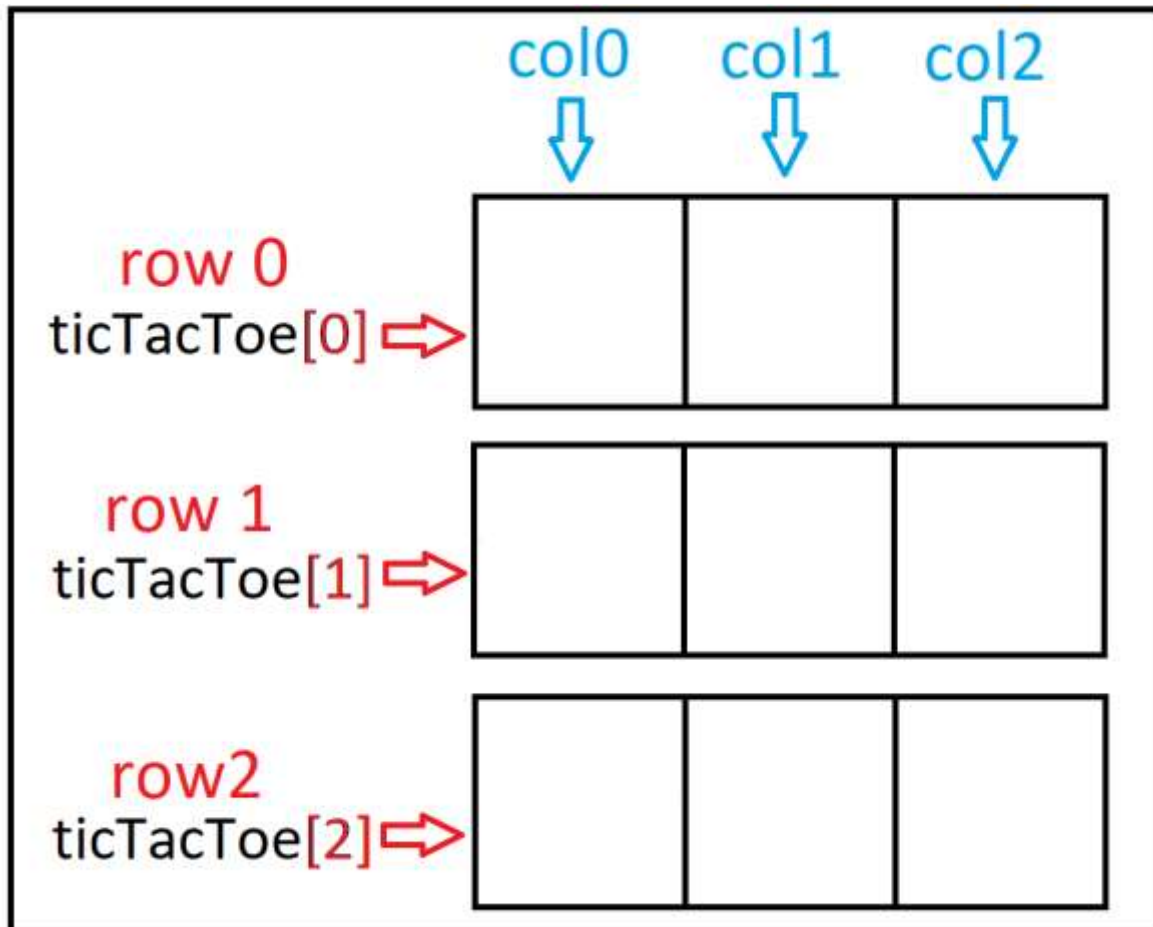 col0 col1 col2
row 0
ticTacToe[0]
row 1
ticTacToe[1]
row2
ticTacToe[2]